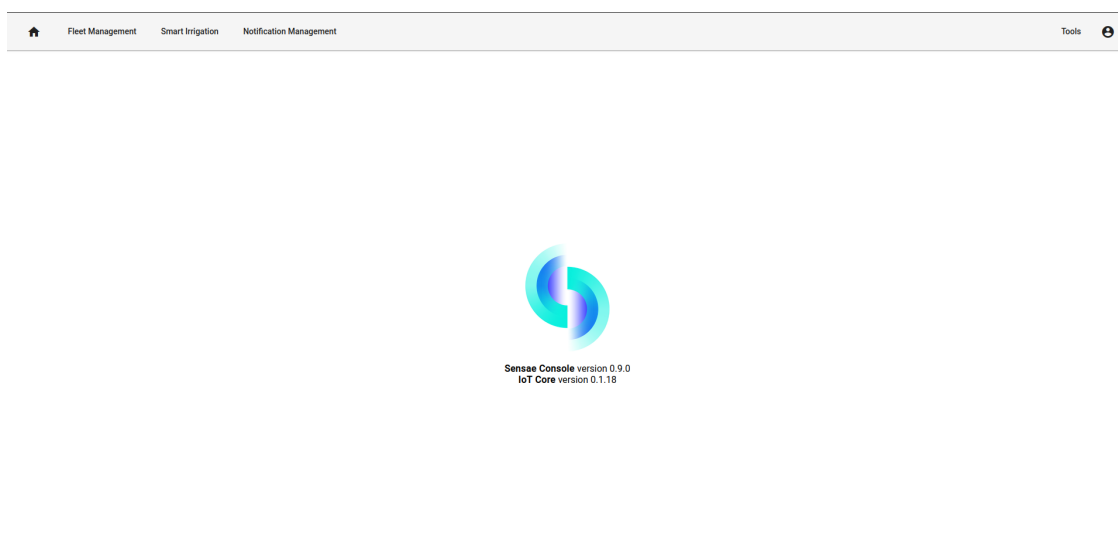 Fleet Management Smart Irrigation Notification Management Tools
Sensae Console version 0.9.0
IoT Core version 0.1.18